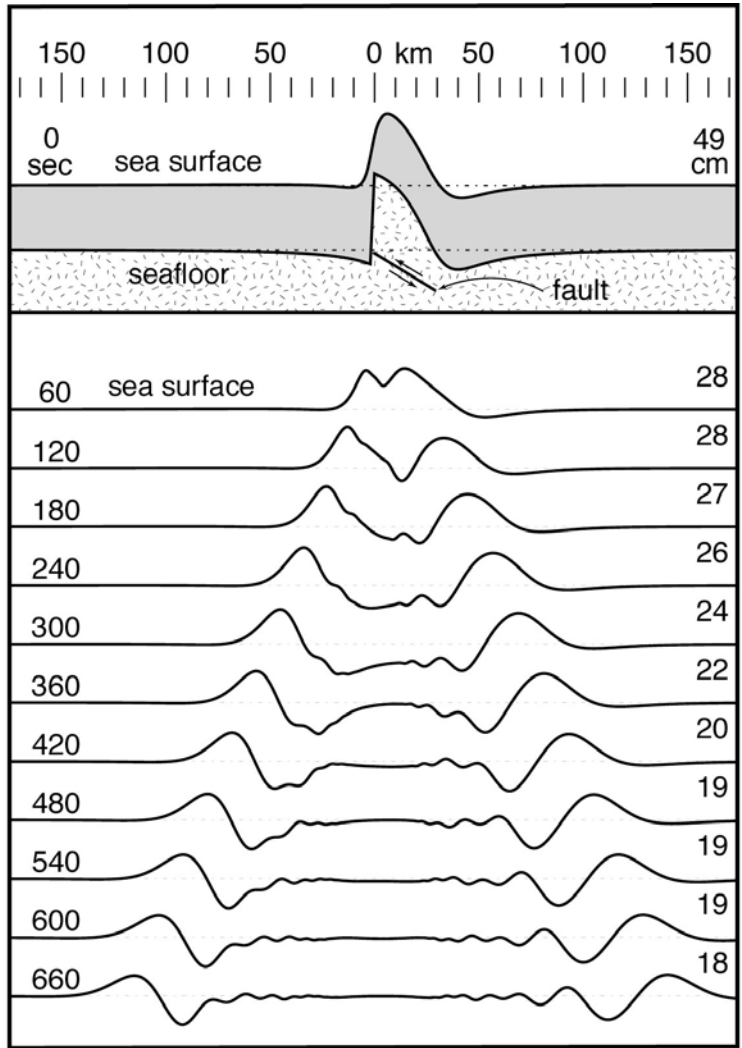 150 100 50 0 km 50 100 150
0 sea surface 49
sec cm
seafloor
fault
sea surface
60 28
120 28
180 27
240 26
300 24
360 22
420 20
480 19
540 19
600 19
660 18